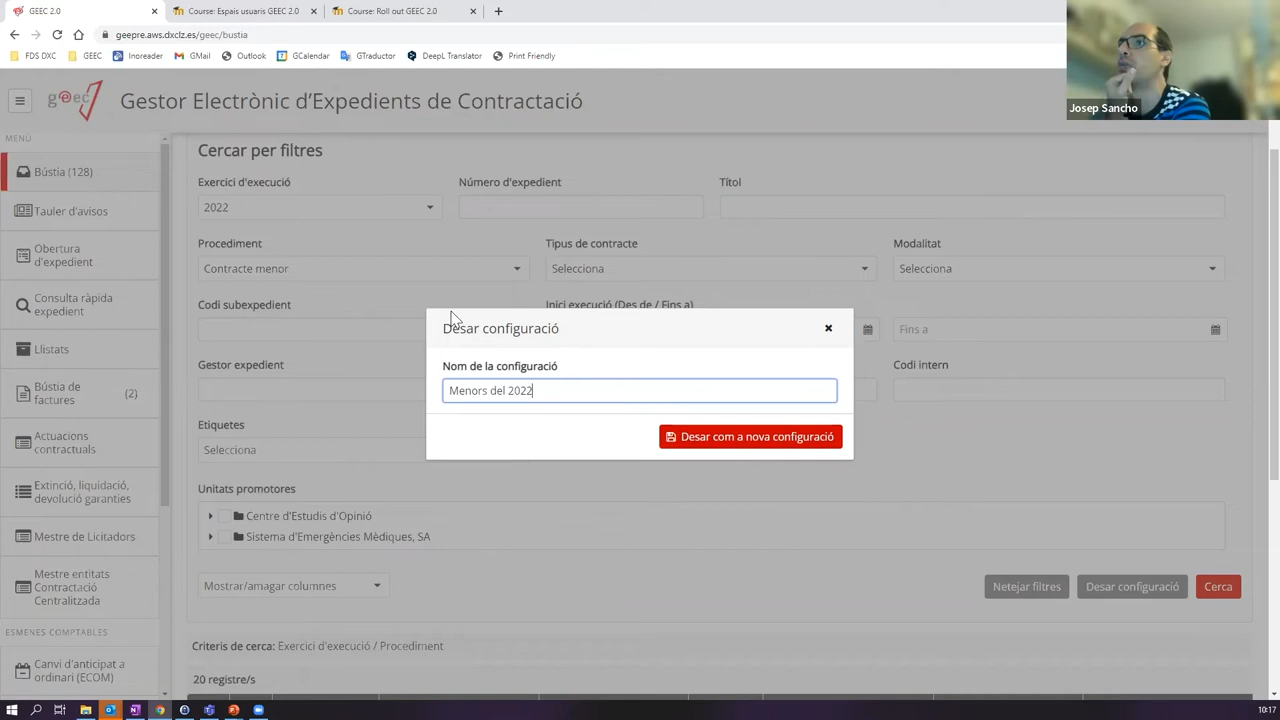 GEEC 2.0
Course: Espais usuaris GEEC 2.0
Course: Roll out GEEC 2.0
geepre.aws.dxclz.es/geec/bustia
FDS DXC
GEEC
Inoreader
GMail
Outlook
GCalendar
GTraductor
DeepL Translator
Print Friendly
Josep Sancho
geec
Gestor Electrònic d'Expedients de Contractació
MENÚ
Bústia (128)
Tauler d'avisos
Obertura
d'expedient
Consulta ràpida
expedient
Llistats
Bústia de
factures
(2)
Actuacions
contractuals
Extinció, liquidació,
devolució garanties
Mestre de Licitadors
Mestre entitats
Contractació
Centralitzada
ESMENES COMPTABLES
Canvi d'anticipat a
ordinari (ECOM)
Cercar per filtres
Exercici d'execució
Número d'expedient
Títol
2022
Procediment
Tipus de contracte
Modalitat
Contracte menor
Selecciona
Selecciona
Codi subexpedient
Inici execució (Des de / Fins a)
Fins a
Gestor expedient
Codi intern
Etiquetes
Selecciona
Desar configuració
Nom de la configuració
Menors del 2022
Desar com a nova configuració
Unitats promotores
Centre d'Estudis d'Opinió
Sistema d'Emergències Mèdiques, SA
Mostrar/amagar columnes
Netejar filtres
Desar configuració
Cerca
Criteris de cerca: Exercici d'execució / Procediment
20 registre/s
10:17